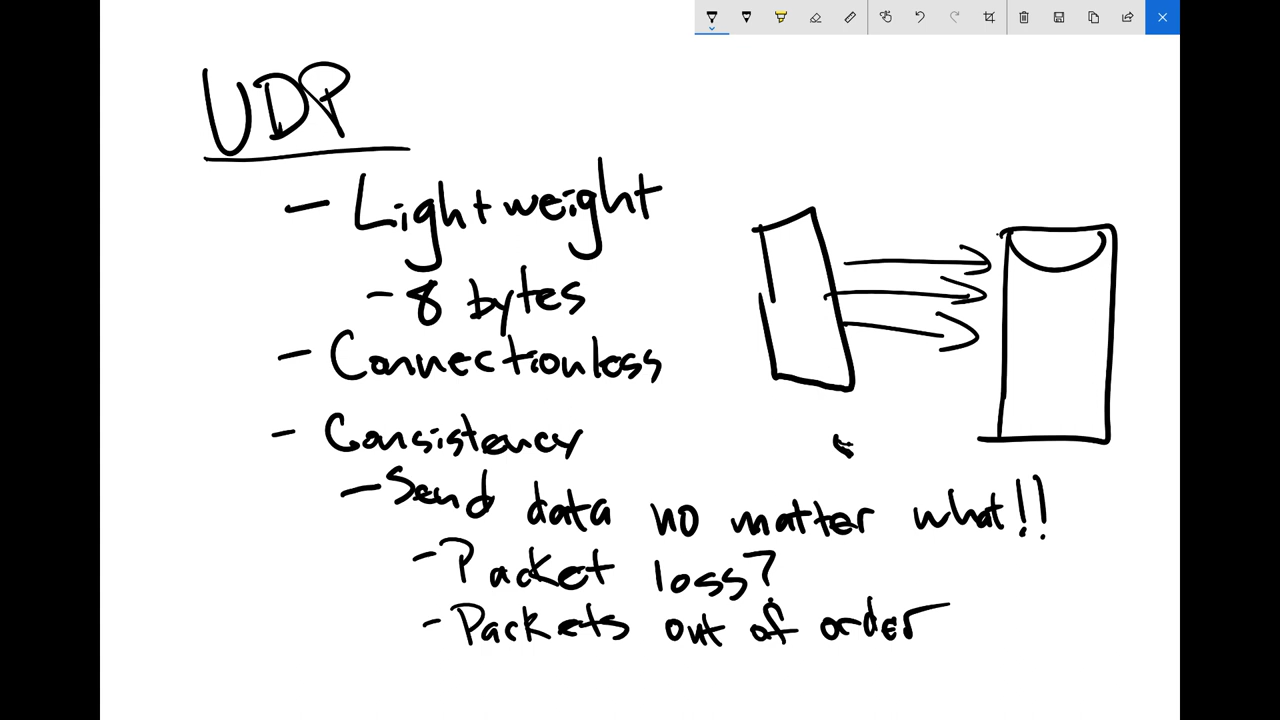 UDP
- Lightweight
- 8 bytes
- Connectionless
- Consistency
- Send data no matter what!!
- Packet loss?
- Packets out of order